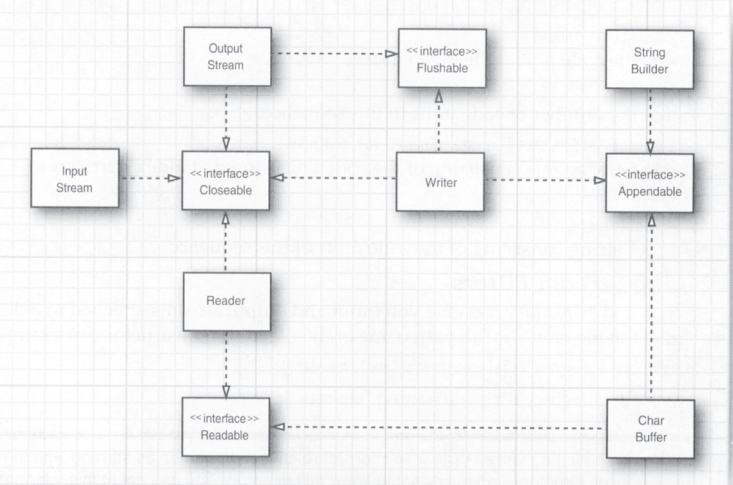 Output
Stream
<<interface>>
Flushable
String
Builder
Input
Stream
<<interface>>
Closeable
Writer
<<interface>>
Appendable
Reader
<<interface>>
Readable
Char
Buffer